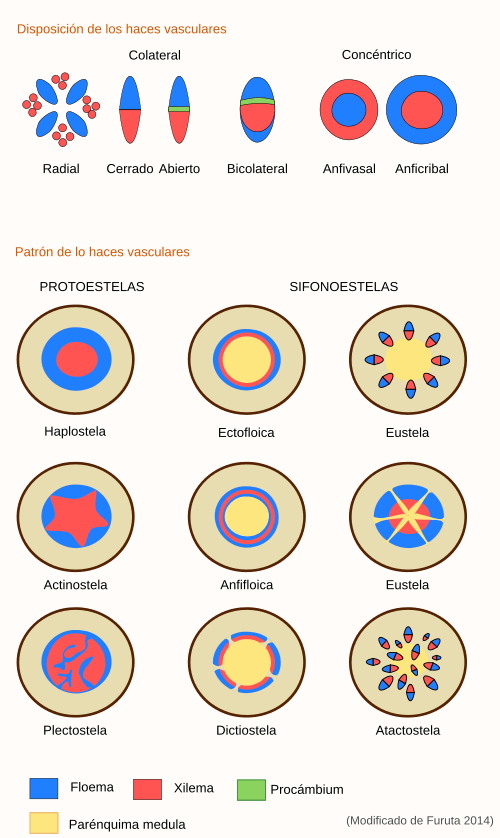 Disposición de los haces vasculares
Colateral
Concéntrico
Radial
Cerrado
Abierto
Bicolateral
Anfivasal
Anficribal
Patrón de lo haces vasculares
PROTOESTELAS
SIFONOESTELAS
Haplostela
Ectofloica
Eustela
Actinostela
Anfifloica
Eustela
Plectostela
Dictiostela
Atactostela
Floema
Xilema
Procámbium
Parénquima medula
(Modificado de Furuta 2014)